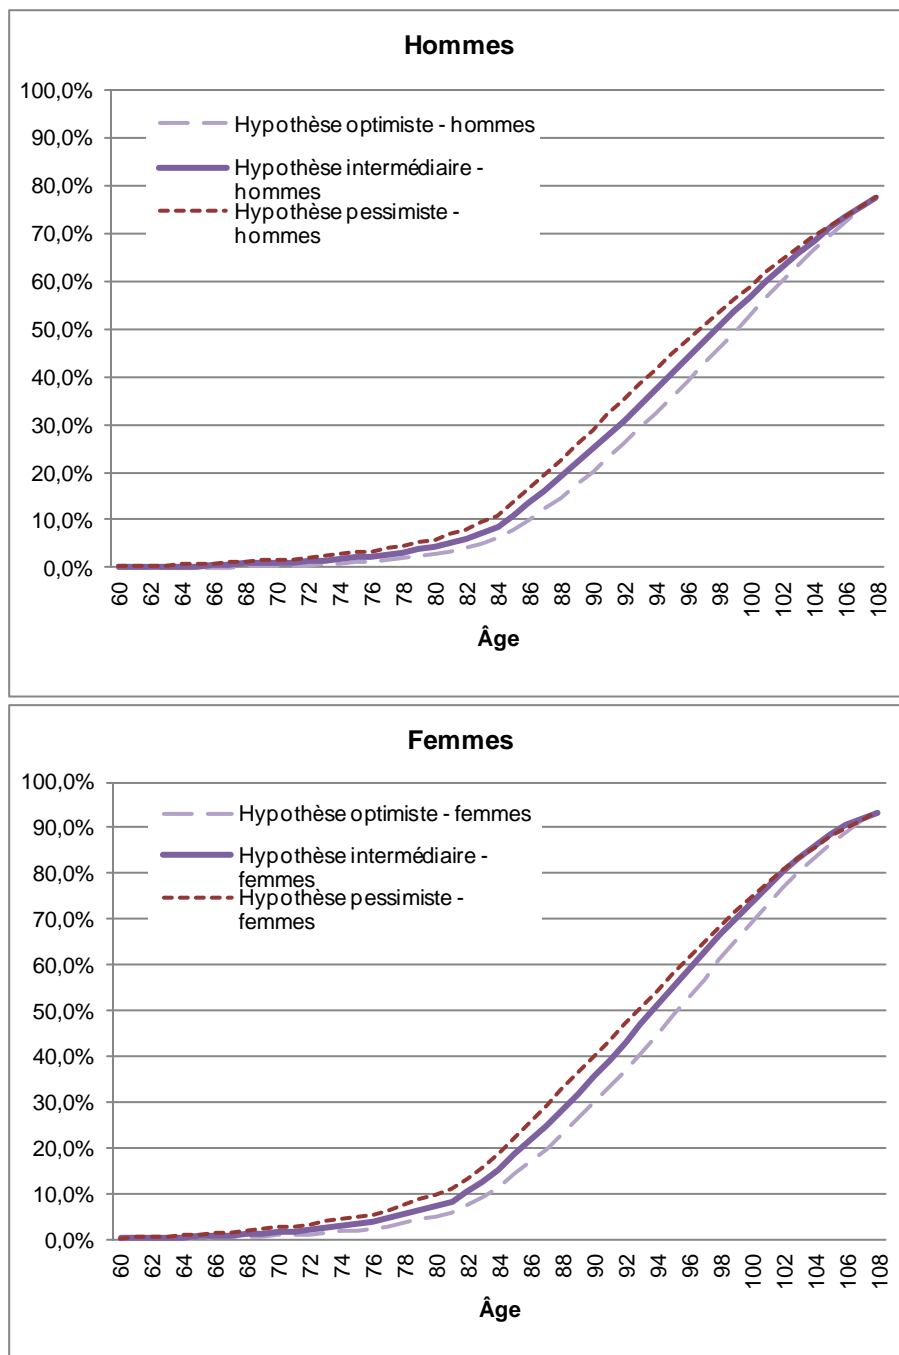 Hommes
100,0%
90,0%
80,0%
70,0%
60,0%
50,0%
40,0%
30,0%
20,0%
10,0%
0,0%
Hypothèse optimiste - hommes
Hypothèse intermédiaire -
hommes
Hypothèse pessimiste -
hommes
60 62 64 66 68 70 72 74 76 78 80 82 84 86 88 90 92 94 96 98 100 102 104 106 108
Âge
Femmes
100,0%
90,0%
80,0%
70,0%
60,0%
50,0%
40,0%
30,0%
20,0%
10,0%
0,0%
Hypothèse optimiste - femmes
Hypothèse intermédiaire -
femmes
Hypothèse pessimiste -
femmes
60 62 64 66 68 70 72 74 76 78 80 82 84 86 88 90 92 94 96 98 100 102 104 106 108
Âge